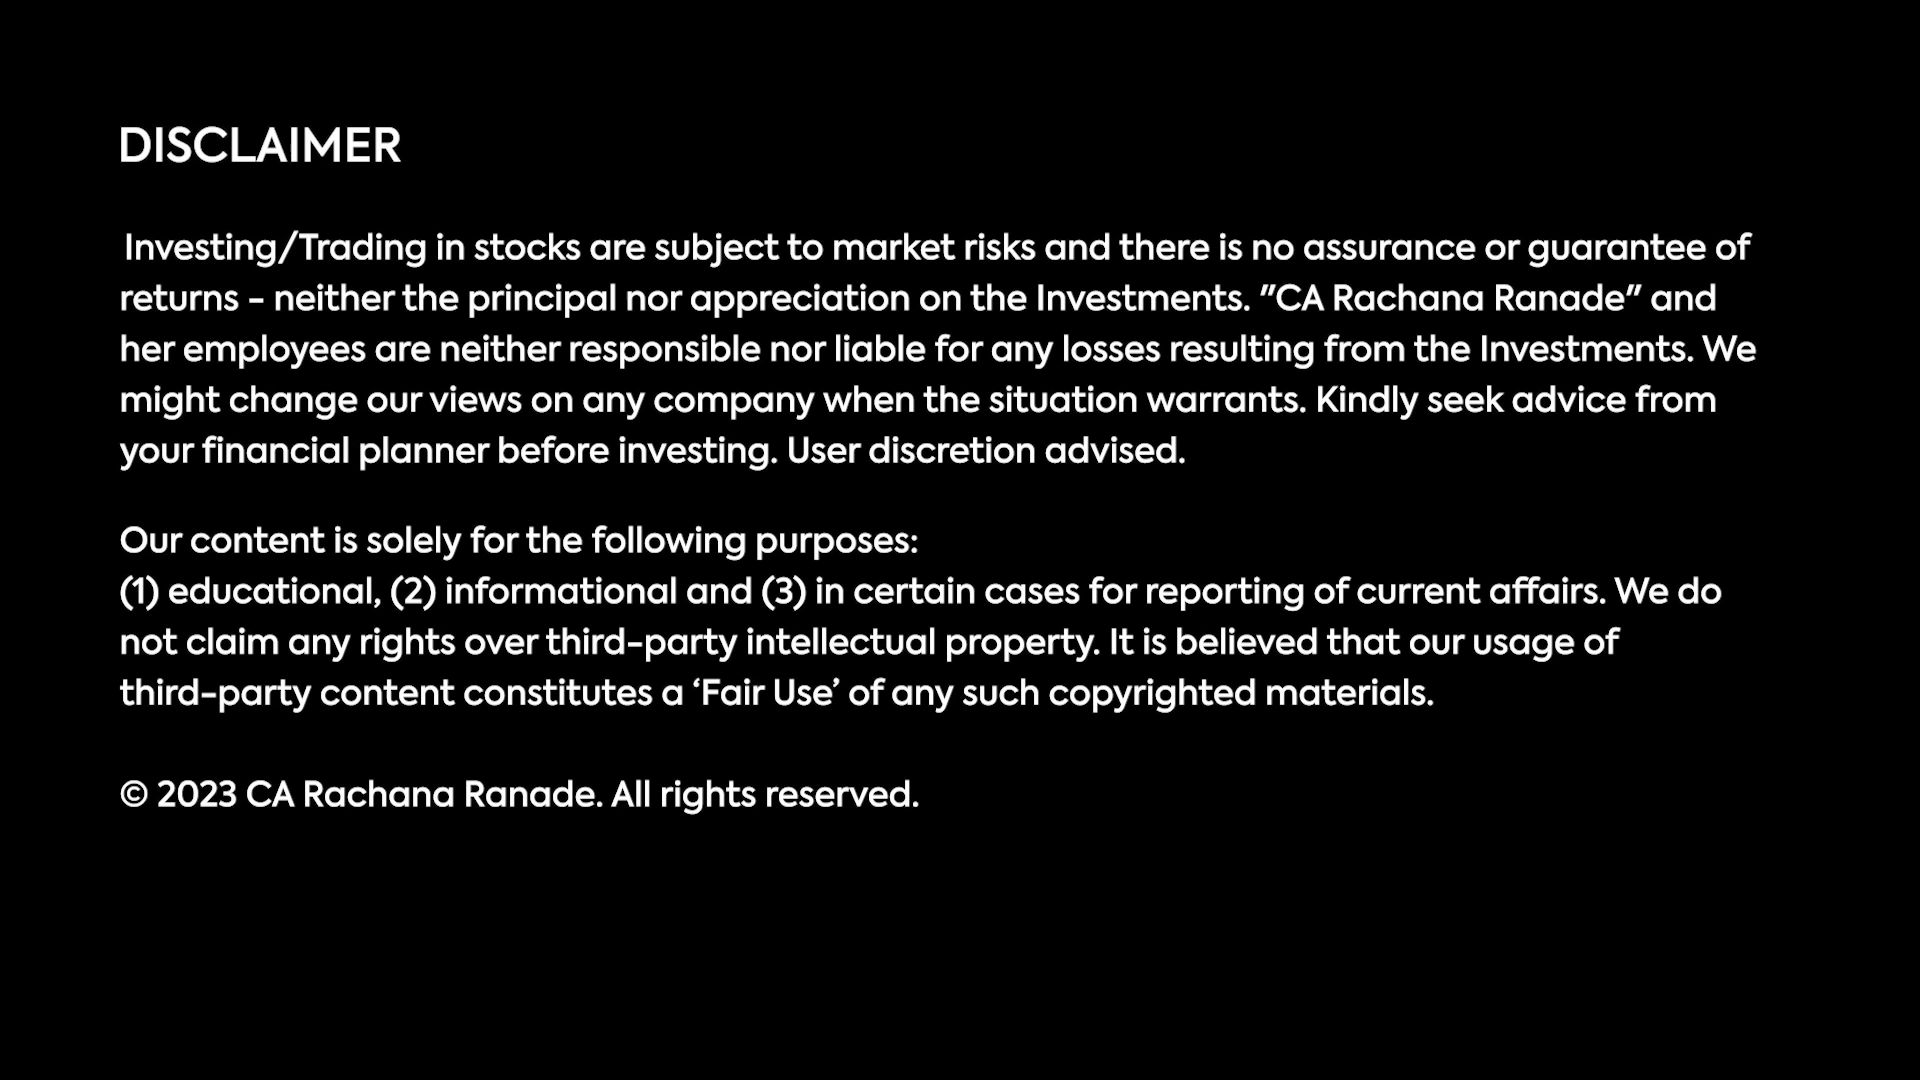 DISCLAIMER
Investing/Trading in stocks are subject to market risks and there is no assurance or guarantee of
returns - neither the principal nor appreciation on the Investments. "CA Rachana Ranade" and
her employees are neither responsible nor liable for any losses resulting from the Investments. We
might change our views on any company when the situation warrants. Kindly seek advice from
your financial planner before investing. User discretion advised.
Our content is solely for the following purposes:
(1) educational, (2) informational and (3) in certain cases for reporting of current affairs. We do
not claim any rights over third-party intellectual property. It is believed that our usage of
third-party content constitutes a ‘Fair Use’ of any such copyrighted materials.
© 2023 CA Rachana Ranade. All rights reserved.